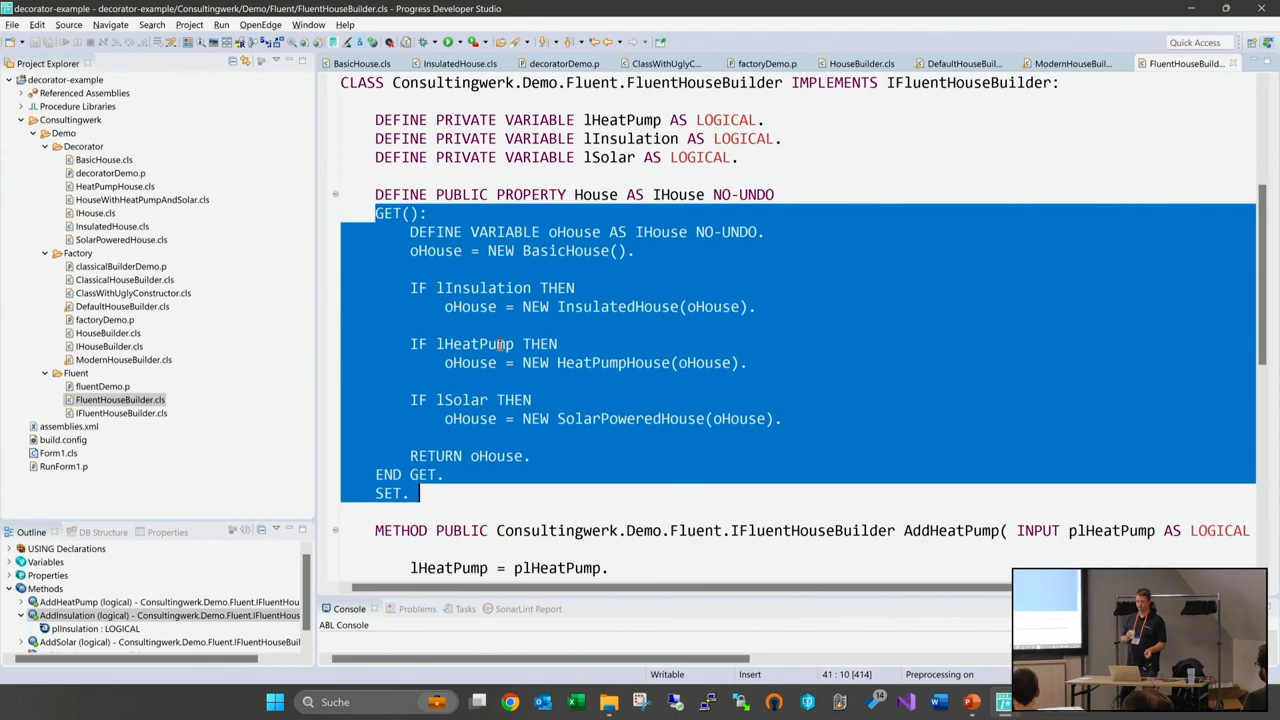 decorator-example - decorator-example/Consultingwerk/Demo/Fluent/FluentHouseBuilder.cls - Progress Developer Studio
File Edit Source Navigate Search Project Run OpenEdge Window Help
Quick Access
Project Explorer
decorator-example
Referenced Assemblies
Procedure Libraries
Consultingwerk
Demo
Decorator
BasicHouse.cls
decoratorDemo.p
HeatPumpHouse.cls
HouseWithHeatPumpAndSolar.cls
IHouse.cls
InsulatedHouse.cls
SolarPoweredHouse.cls
Factory
classicalBuilderDemo.p
ClassicalHouseBuilder.cls
ClassWithUglyConstructor.cls
DefaultHouseBuilder.cls
factoryDemo.p
HouseBuilder.cls
IHouseBuilder.cls
ModernHouseBuilder.cls
Fluent
fluentDemo.p
FluentHouseBuilder.cls
IFluentHouseBuilder.cls
assemblies.xml
build.config
Form1.cls
RunForm1.p
Outline DB Structure Properties
USING Declarations
Variables
Properties
Methods
AddHeatPump (logical) - Consultingwerk.Demo.Fluent.IFluentHou
AddInsulation (logical) - Consultingwerk.Demo.Fluent.IFluentHous
plInsulation : LOGICAL
AddSolar (logical) - Consultingwerk.Demo.Fluent.IFluentHouseBuil
BasicHouse.cls InsulatedHouse.cls decoratorDemo.p ClassWithUglyC... factoryDemo.p HouseBuilder.cls DefaultHouseBuil... ModernHouseBuil... FluentHouseBuild...
CLASS Consultingwerk.Demo.Fluent.FluentHouseBuilder IMPLEMENTS IFluentHouseBuilder:
DEFINE PRIVATE VARIABLE lHeatPump AS LOGICAL.
DEFINE PRIVATE VARIABLE lInsulation AS LOGICAL.
DEFINE PRIVATE VARIABLE lSolar AS LOGICAL.
DEFINE PUBLIC PROPERTY House AS IHouse NO-UNDO
GET():
DEFINE VARIABLE oHouse AS IHouse NO-UNDO.
oHouse = NEW BasicHouse().
IF lInsulation THEN
oHouse = NEW InsulatedHouse(oHouse).
IF lHeatPump THEN
oHouse = NEW HeatPumpHouse(oHouse).
IF lSolar THEN
oHouse = NEW SolarPoweredHouse(oHouse).
RETURN oHouse.
END GET.
SET.
METHOD PUBLIC Consultingwerk.Demo.Fluent.IFluentHouseBuilder AddHeatPump( INPUT plHeatPump AS LOGICAL
lHeatPump = plHeatPump.
Console Problems Tasks SonarLint Report
ABL Console
Writable Insert 41 : 10 [414] Preprocessing on
Suche
14